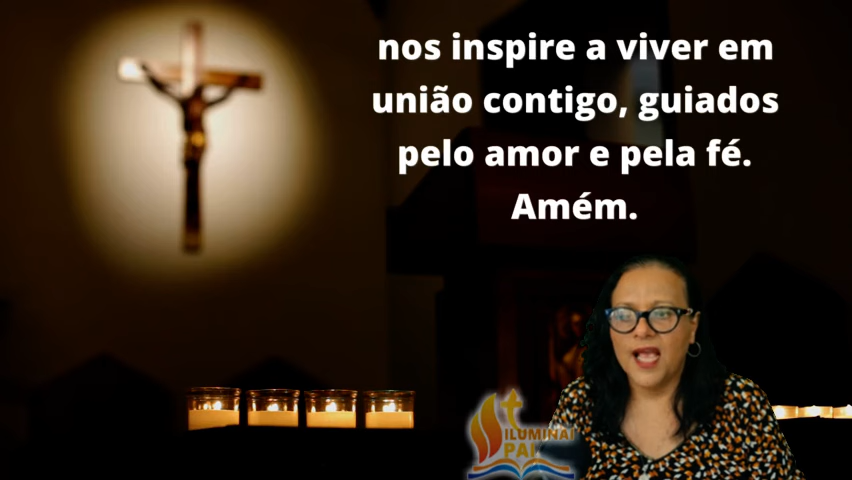 nos inspire a viver em
união contigo, guiados
pelo amor e pela fé.
Amém.
ILUMINAI
PAI